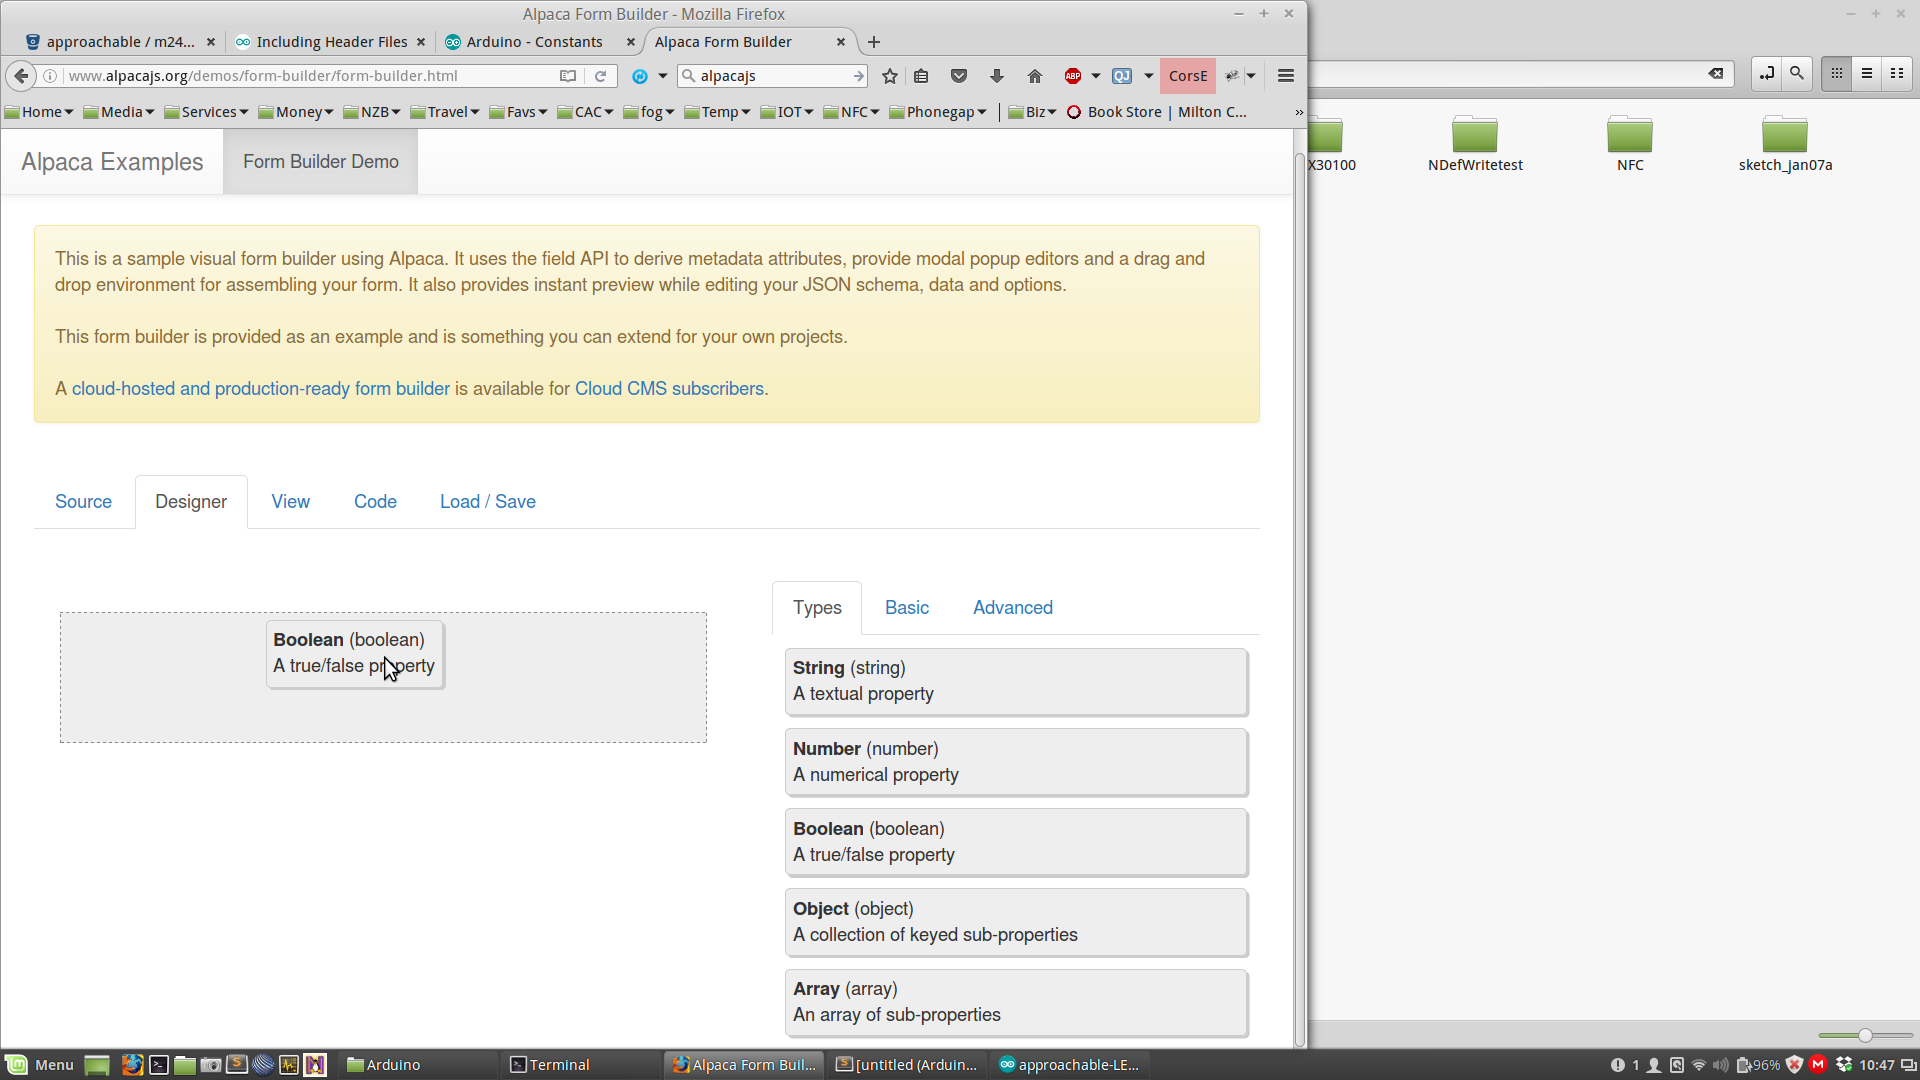 Alpaca Form Builder - Mozilla Firefox
approachable / m24...
Including Header Files
Arduino - Constants
Alpaca Form Builder
www.alpacajs.org/demos/form-builder/form-builder.html
alpacajs
ABP
QJ
CorsE
Home
Media
Services
Money
NZB
Travel
Favs
CAC
fog
Temp
IOT
NFC
Phonegap
Biz
Book Store | Milton C...
»
X30100
NDefWritetest
NFC
sketch_jan07a
Alpaca Examples
Form Builder Demo
This is a sample visual form builder using Alpaca. It uses the field API to derive metadata attributes, provide modal popup editors and a drag and
drop environment for assembling your form. It also provides instant preview while editing your JSON schema, data and options.
This form builder is provided as an example and is something you can extend for your own projects.
A cloud-hosted and production-ready form builder is available for Cloud CMS subscribers.
Source
Designer
View
Code
Load / Save
Boolean (boolean)
A true/false property
Types
Basic
Advanced
String (string)
A textual property
Number (number)
A numerical property
Boolean (boolean)
A true/false property
Object (object)
A collection of keyed sub-properties
Array (array)
An array of sub-properties
Menu
Arduino
Terminal
Alpaca Form Buil...
[untitled (Arduin...
approachable-LE...
1
96%
10:47